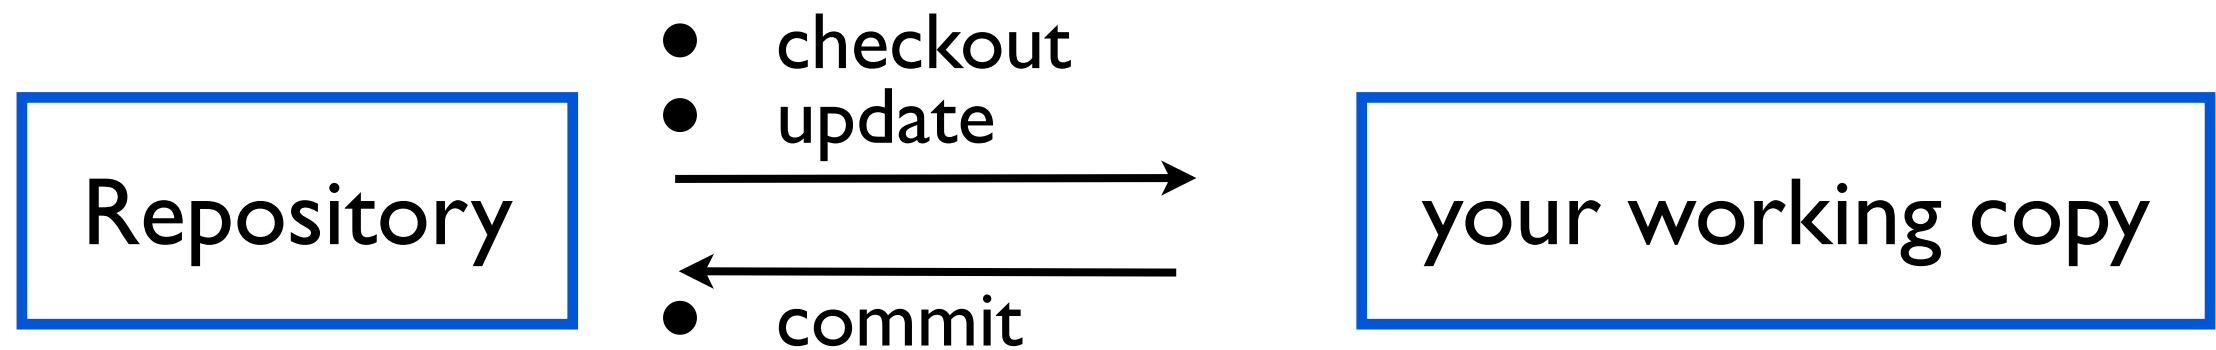 • checkout
• update
Repository
your working copy
• commit